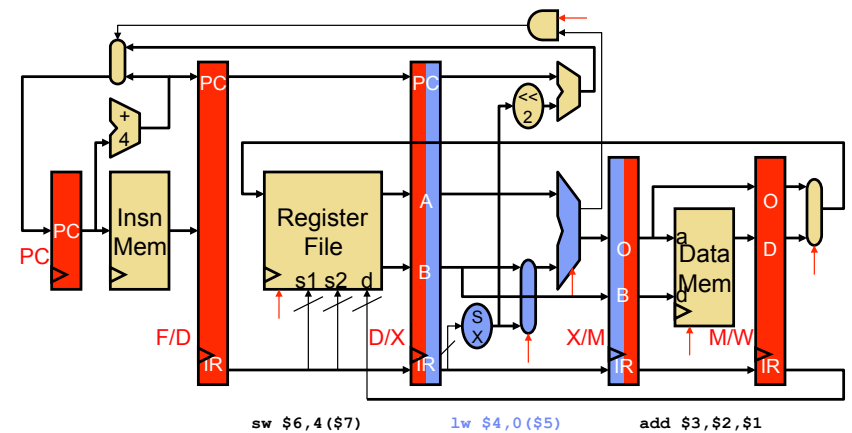 PC
PC
<<
2
+
4
Insn
Mem
PC
PC
Register
File
s1 s2 d
A
B
S
X
O
B
a
Data
Mem
d
O
D
F/D
D/X
X/M
M/W
IR
IR
IR
IR
sw $6,4($7)
lw $4,0($5)
add $3,$2,$1